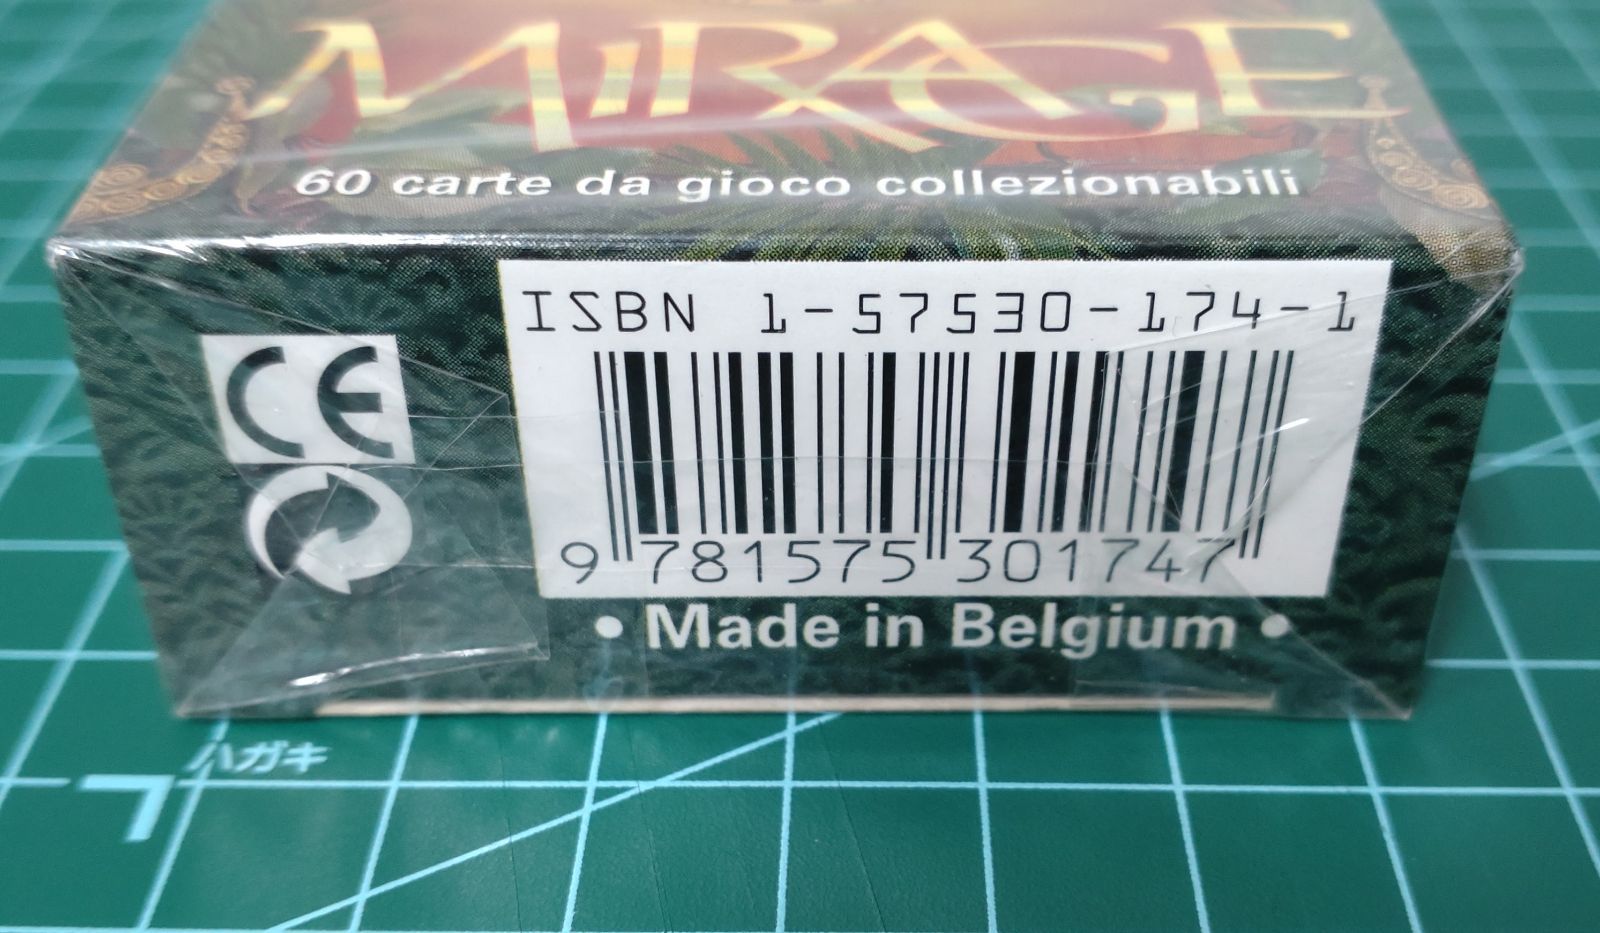 MIRAGE
60 carte da gioco collezionabili
ISBN 1-57530-174-1
CE
9 781575 301747
• Made in Belgium •
ハガキ